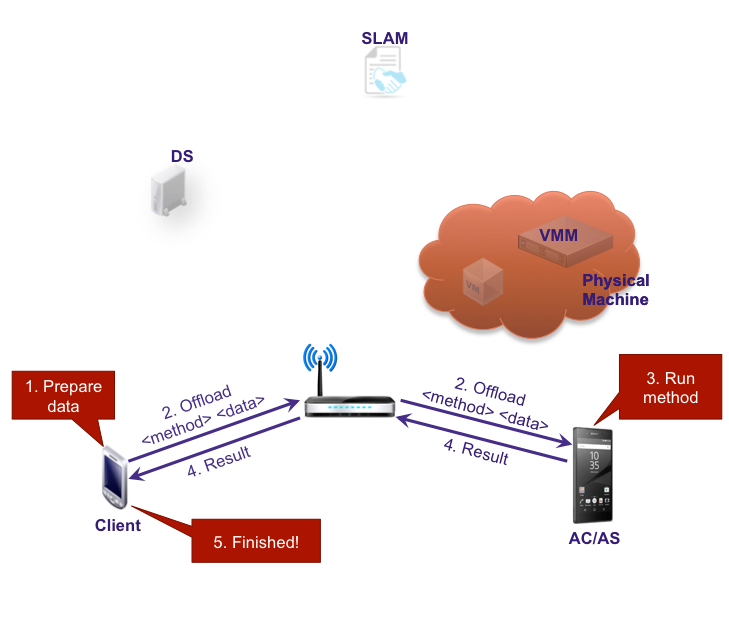 SLAM
DS
VMM
VM
Physical
Machine
1. Prepare
data
2. Offload
<method> <data>
4. Result
2. Offload
<method> <data>
4. Result
3. Run
method
10
35
Client
5. Finished!
AC/AS